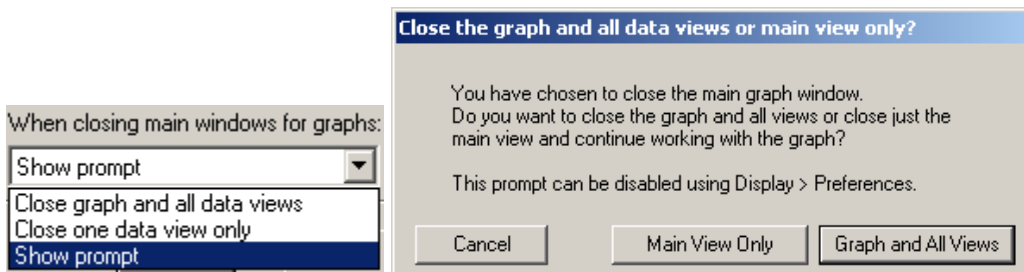 When closing main windows for graphs:
Show prompt
Close graph and all data views
Close one data view only
Show prompt
Close the graph and all data views or main view only?
You have chosen to close the main graph window.
Do you want to close the graph and all views or close just the
main view and continue working with the graph?
This prompt can be disabled using Display > Preferences.
Cancel
Main View Only
Graph and All Views